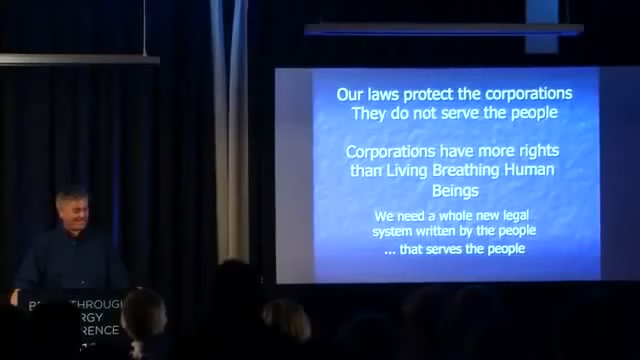 Our laws protect the corporations
They do not serve the people
Corporations have more rights
than Living Breathing Human
Beings
We need a whole new legal
system written by the people
... that serves the people